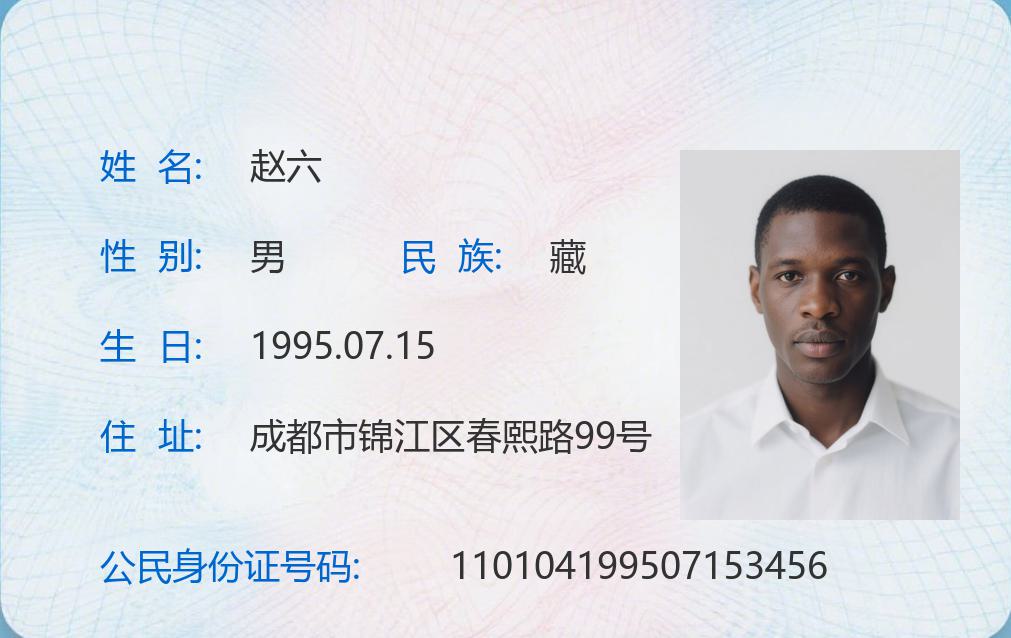 姓 名: 赵六
性 别: 男 民 族: 藏
生 日: 1995.07.15
住 址: 成都市锦江区春熙路99号
公民身份证号码: 110104199507153456